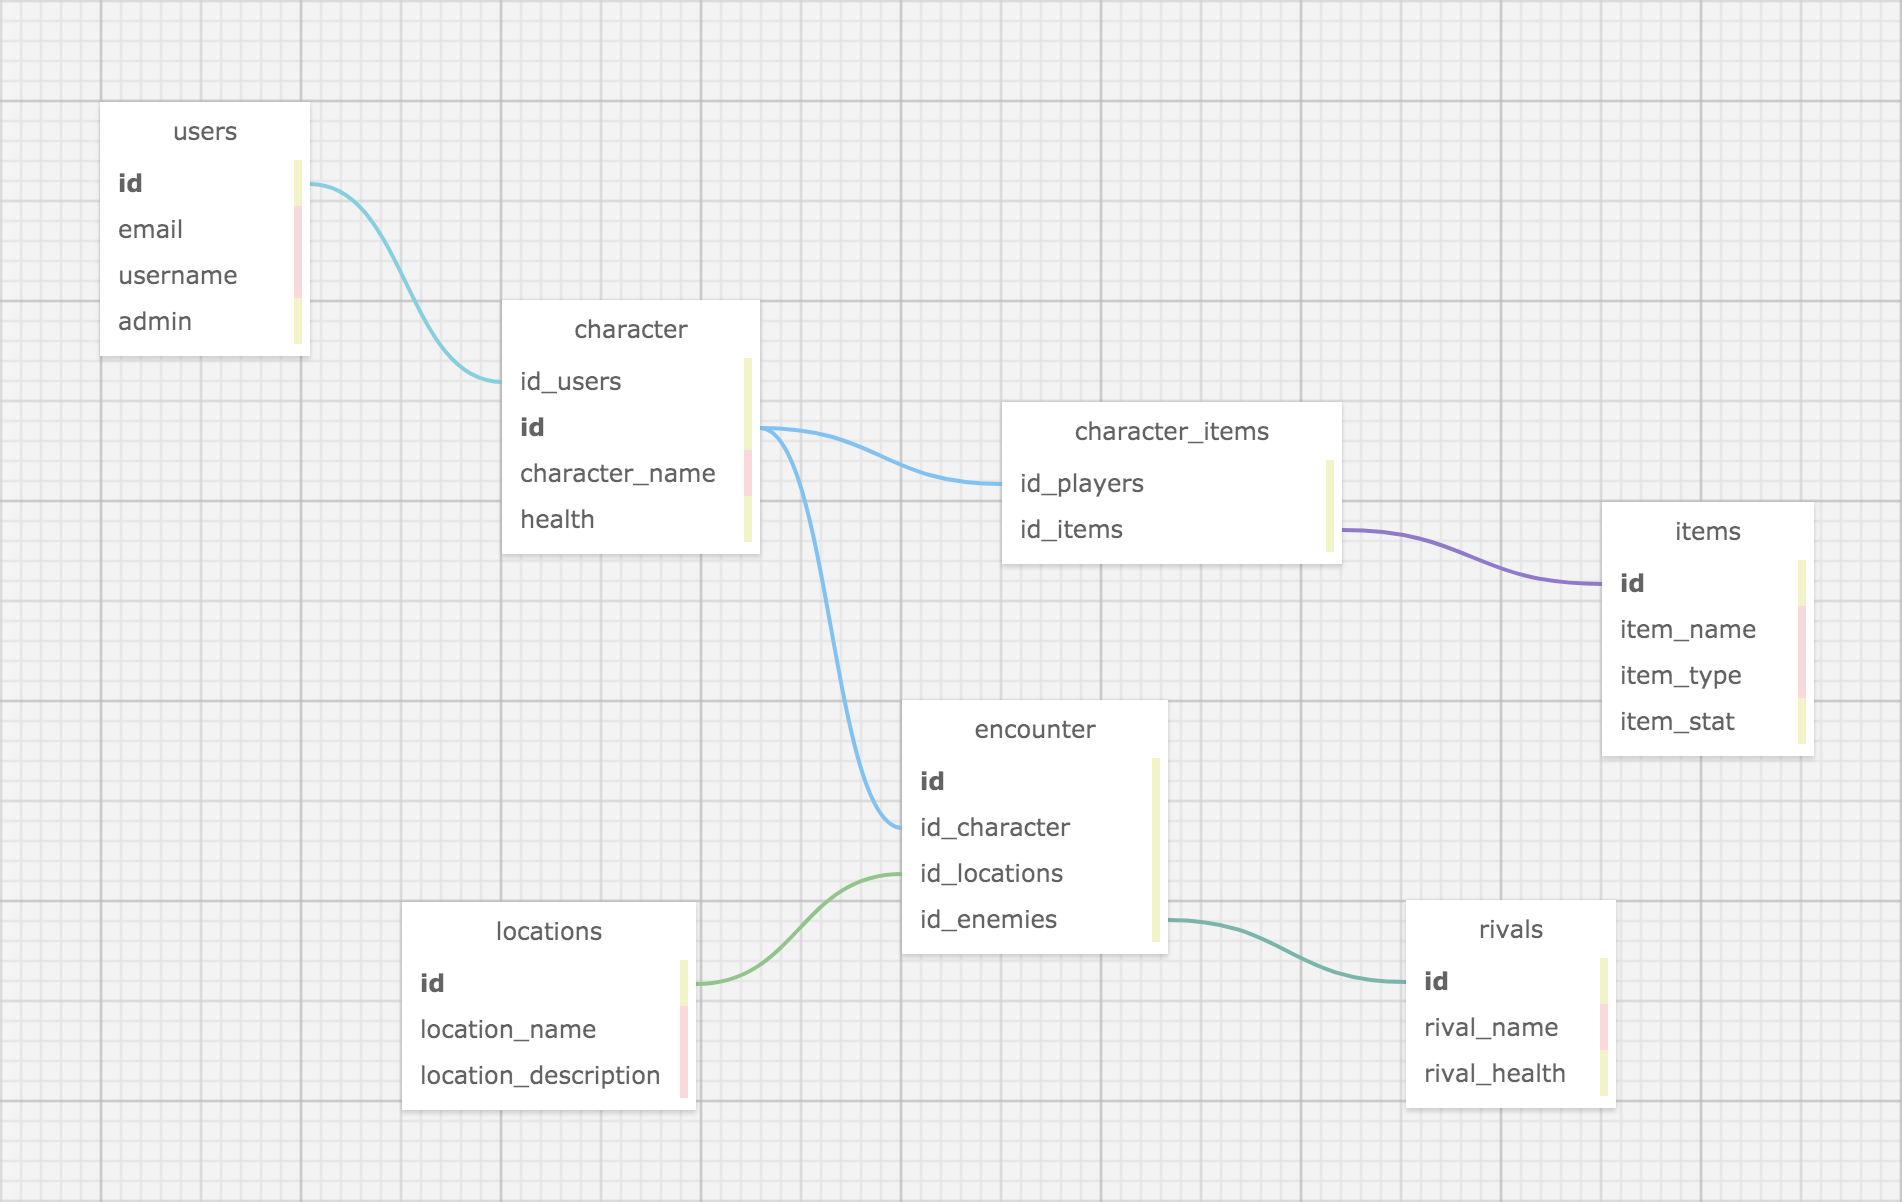 users
id
email
username
admin
character
id_users
id
character_name
health
character_items
id_players
id_items
items
id
item_name
item_type
item_stat
encounter
id
id_character
id_locations
id_enemies
locations
id
location_name
location_description
rivals
id
rival_name
rival_health